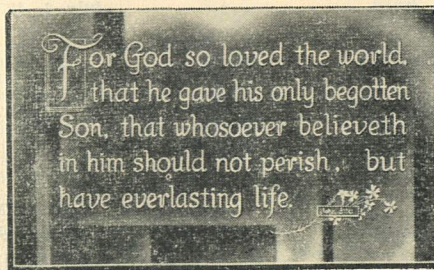 For God so loved the world,
that he gave his only begotten
Son, that whosoever believeth
in him should not perish, but
have everlasting life.